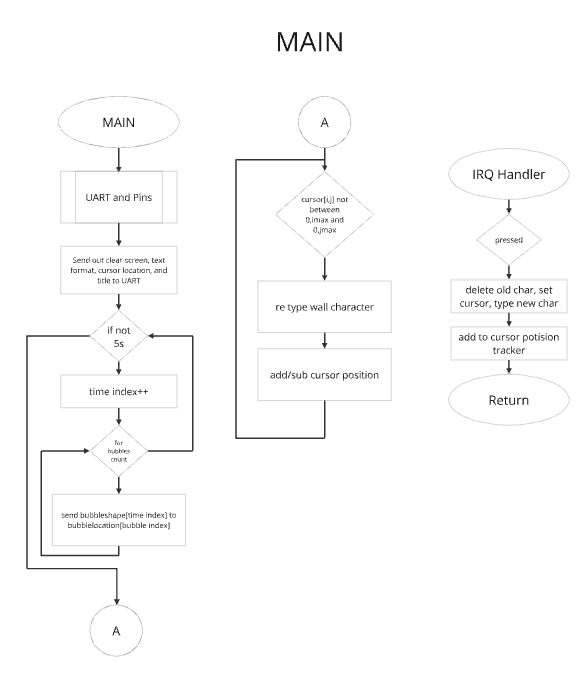 MAIN
MAIN
UART and Pins
Send out clear screen, text
format, cursor location, and
title to UART
if not
5s
time index++
for
bubbles
count
send bubbleshape[time index] to
bubblelocation[bubble index]
A
A
cursor[i,j] not
between
0,imax and
0,jmax
re type wall character
add/sub cursor position
IRQ Handler
pressed
delete old char, set
cursor, type new char
add to cursor potision
tracker
Return